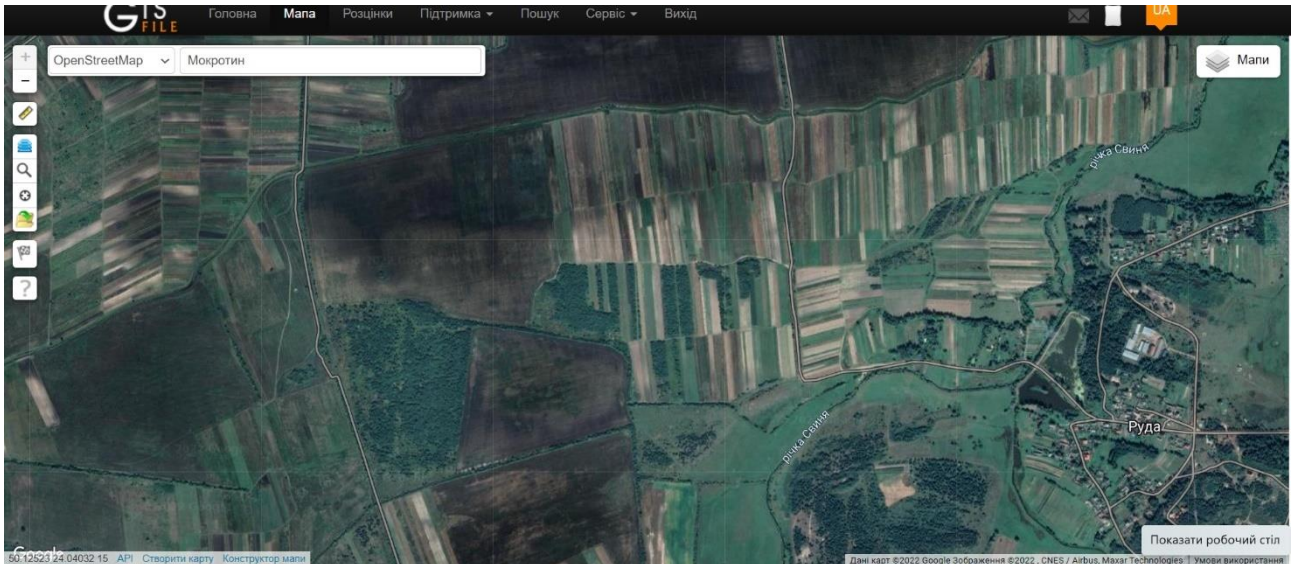 GIS
FILE
Головна Мапа Розцінки Підтримка Пошук Сервіс Вихід
UA
OpenStreetMap Мокротин
Мапи
річка Свиня
річка Свиня
Руда
Показати робочий стіл
Google
50.12523 24.04032 15 API Створити карту Конструктор мапи
Дані карт ©2022 Google Зображення ©2022 , CNES / Airbus, Maxar Technologies Умови використання